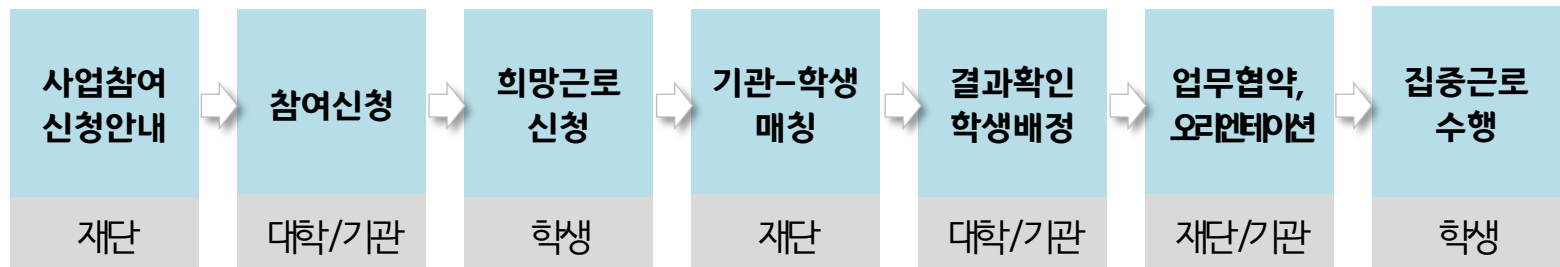 사업참여
신청안내
재단
참여신청
대학/기관
희망근로
신청
학생
기관-학생
매칭
재단
결과확인
학생배정
대학/기관
업무협약,
오리엔테이션
재단/기관
집중근로
수행
학생